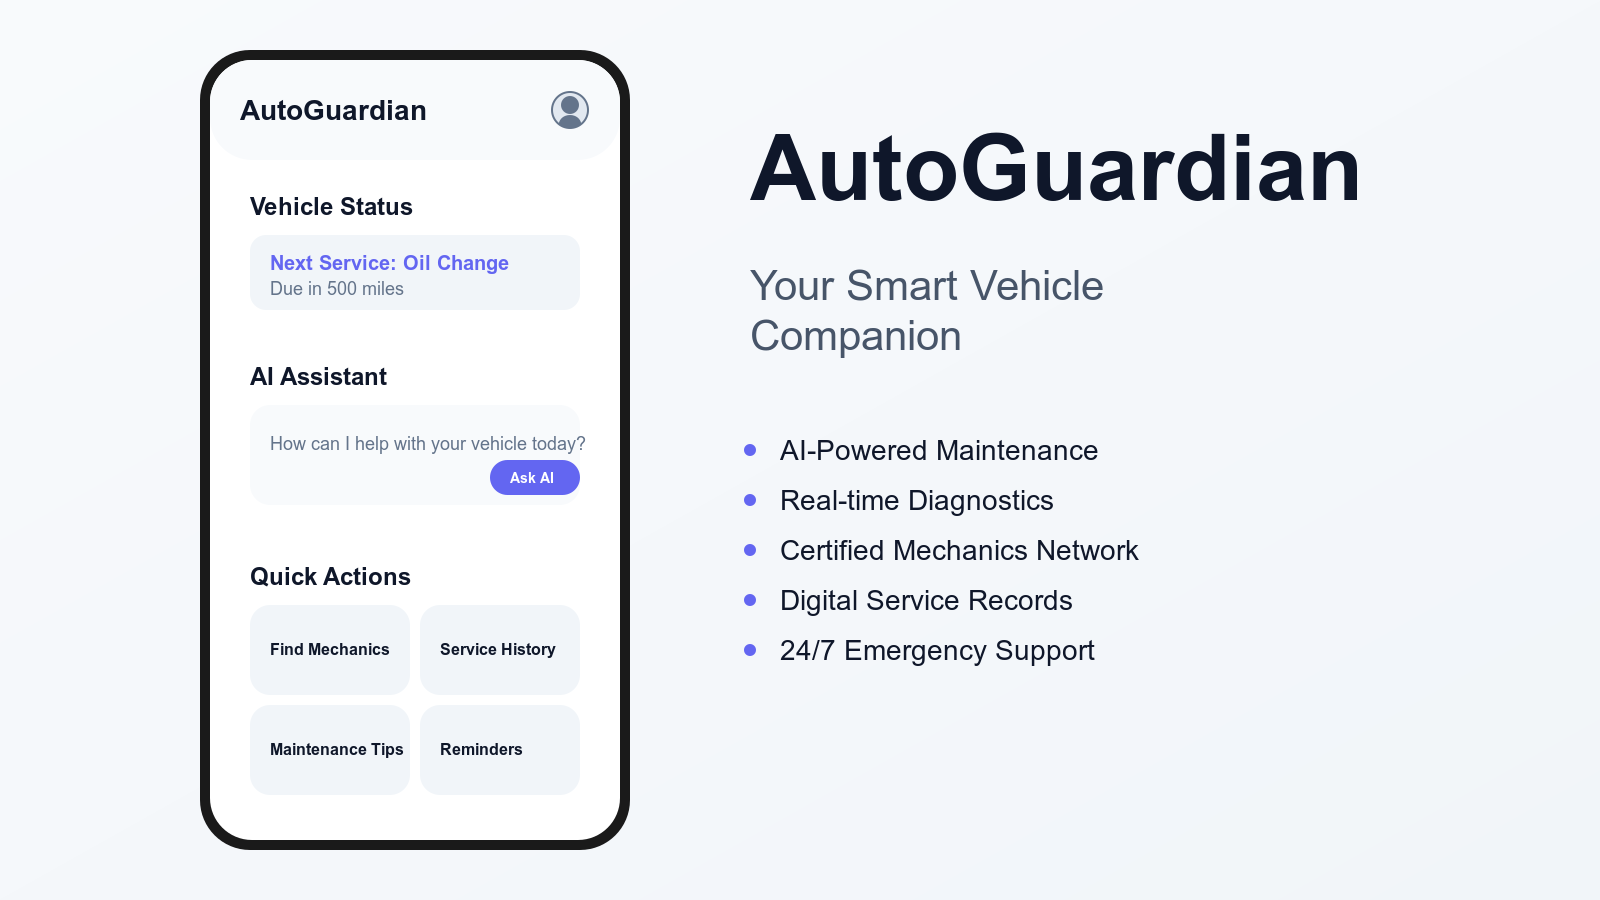 AutoGuardian
Vehicle Status
Next Service: Oil Change
Due in 500 miles
AI Assistant
How can I help with your vehicle today?
Ask AI
Quick Actions
Find Mechanics
Service History
Maintenance Tips
Reminders
AutoGuardian
Your Smart Vehicle
Companion
AI-Powered Maintenance
Real-time Diagnostics
Certified Mechanics Network
Digital Service Records
24/7 Emergency Support